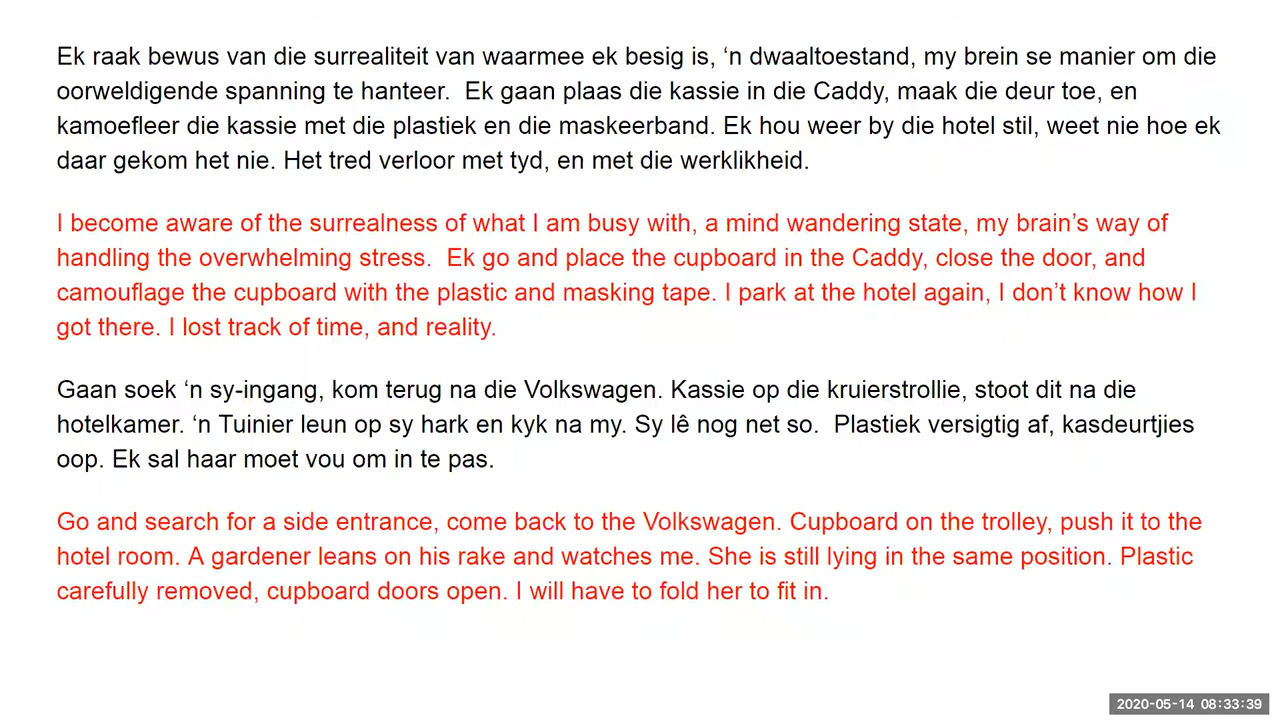 Ek raak bewus van die surrealiteit van waarmee ek besig is, ‘n dwaaltoestand, my brein se manier om die
oorweldigende spanning te hanteer.  Ek gaan plaas die kassie in die Caddy, maak die deur toe, en
kamoefleer die kassie met die plastiek en die maskeerband. Ek hou weer by die hotel stil, weet nie hoe ek
daar gekom het nie. Het tred verloor met tyd, en met die werklikheid.
I become aware of the surrealness of what I am busy with, a mind wandering state, my brain’s way of
handling the overwhelming stress.  Ek go and place the cupboard in the Caddy, close the door, and
camouflage the cupboard with the plastic and masking tape. I park at the hotel again, I don’t know how I
got there. I lost track of time, and reality.
Gaan soek ‘n sy-ingang, kom terug na die Volkswagen. Kassie op die kruierstrollie, stoot dit na die
hotelkamer. ‘n Tuinier leun op sy hark en kyk na my. Sy lê nog net so.  Plastiek versigtig af, kasdeurtjies
oop. Ek sal haar moet vou om in te pas.
Go and search for a side entrance, come back to the Volkswagen. Cupboard on the trolley, push it to the
hotel room. A gardener leans on his rake and watches me. She is still lying in the same position. Plastic
carefully removed, cupboard doors open. I will have to fold her to fit in.
2020-05-14 08:33:39